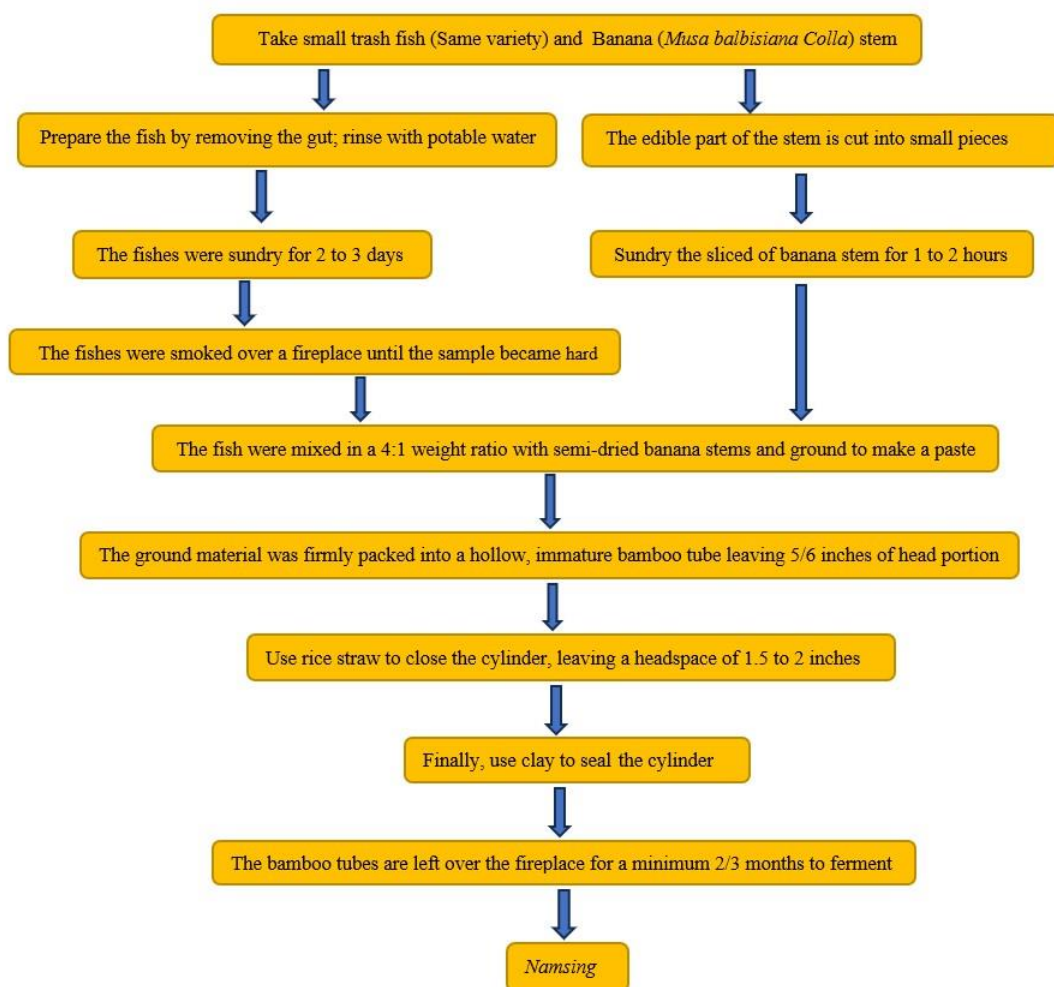 Take small trash fish (Same variety) and Banana (Musa balbisiana Colla) stem
Prepare the fish by removing the gut; rinse with potable water
The edible part of the stem is cut into small pieces
The fishes were sundry for 2 to 3 days
Sundry the sliced of banana stem for 1 to 2 hours
The fishes were smoked over a fireplace until the sample became hard
The fish were mixed in a 4:1 weight ratio with semi-dried banana stems and ground to make a paste
The ground material was firmly packed into a hollow, immature bamboo tube leaving 5/6 inches of head portion
Use rice straw to close the cylinder, leaving a headspace of 1.5 to 2 inches
Finally, use clay to seal the cylinder
The bamboo tubes are left over the fireplace for a minimum 2/3 months to ferment
Namsing